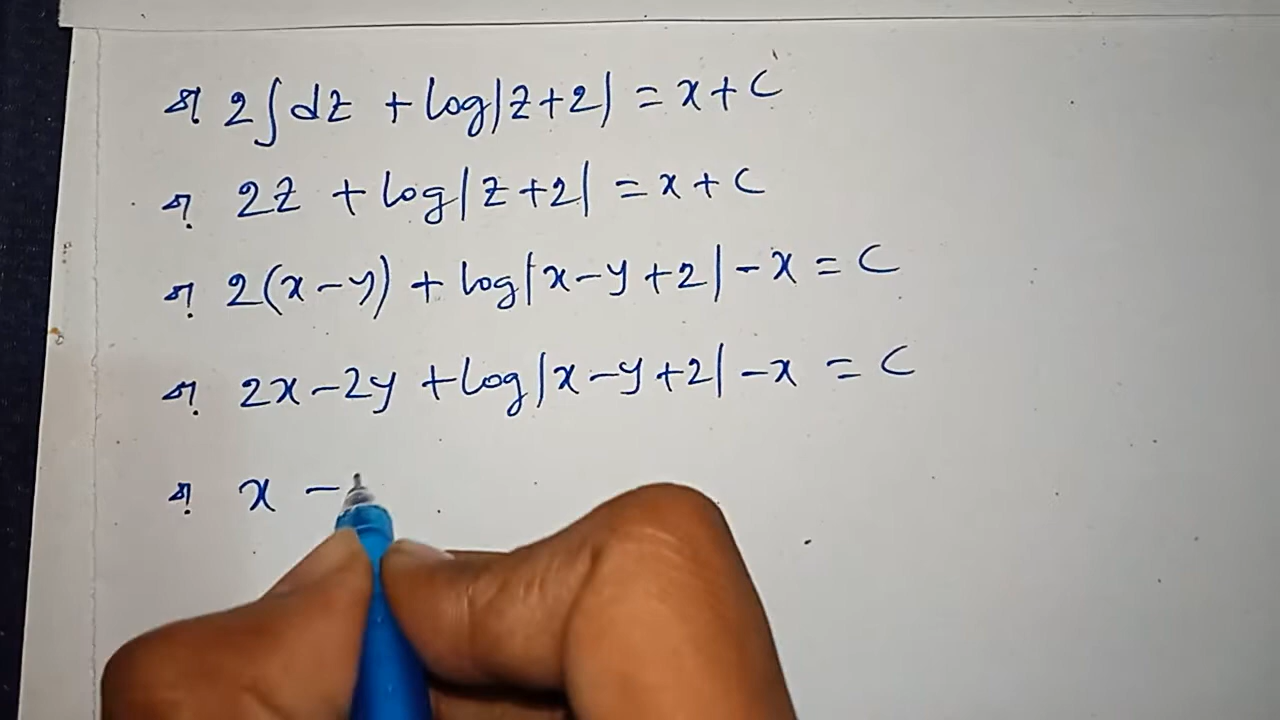 বা 2∫dz + log|z+2| = x + c
বা, 2z + log|z+2| = x + c
বা, 2(x-y) + log|x-y+2| - x = c
বা, 2x - 2y + log|x-y+2| - x = c
বা, x -